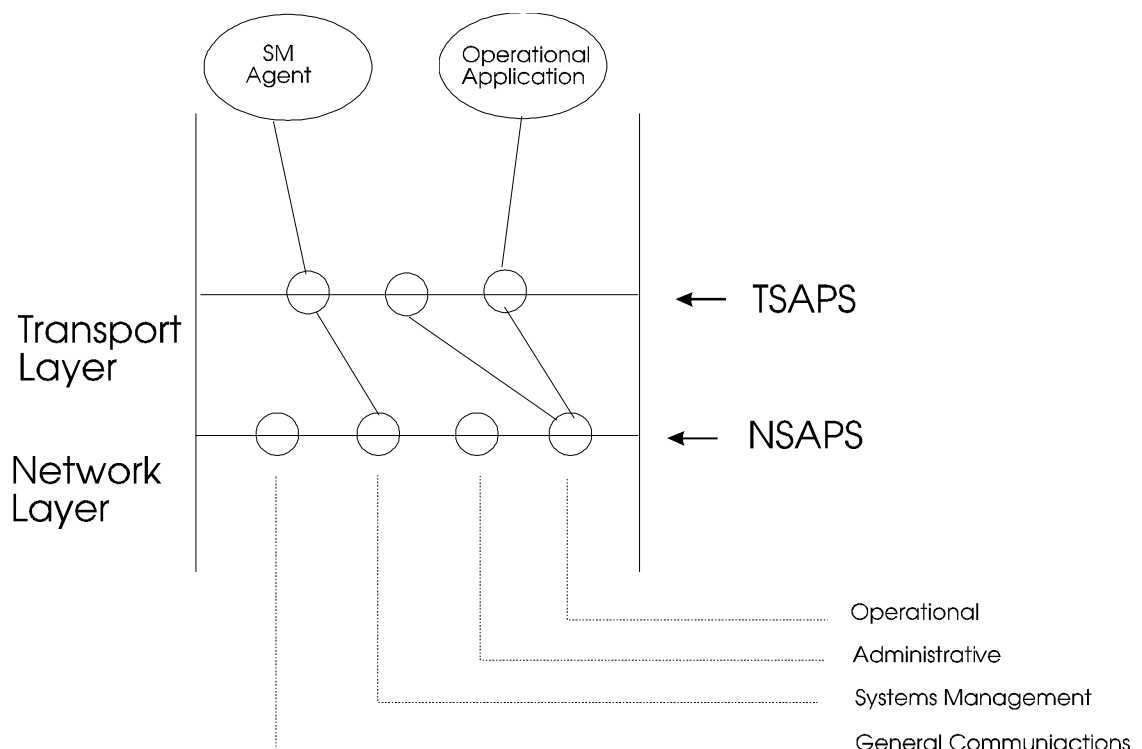 SM
Agent
Operational
Application
TSAPS
Transport
Layer
NSAPS
Network
Layer
Operational
Administrative
Systems Management
General Communiactions